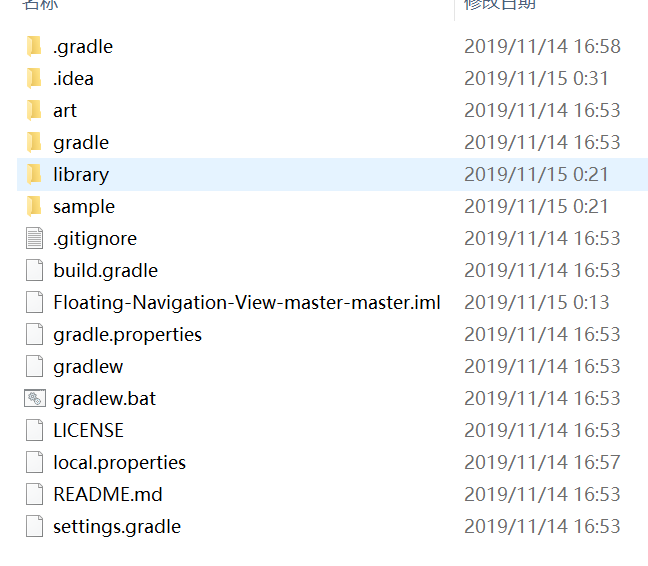 名称 修改日期
.gradle 2019/11/14 16:58
.idea 2019/11/15 0:31
art 2019/11/14 16:53
gradle 2019/11/14 16:53
library 2019/11/15 0:21
sample 2019/11/15 0:21
.gitignore 2019/11/14 16:53
build.gradle 2019/11/14 16:53
Floating-Navigation-View-master-master.iml 2019/11/15 0:13
gradle.properties 2019/11/14 16:53
gradlew 2019/11/14 16:53
gradlew.bat 2019/11/14 16:53
LICENSE 2019/11/14 16:53
local.properties 2019/11/14 16:57
README.md 2019/11/14 16:53
settings.gradle 2019/11/14 16:53